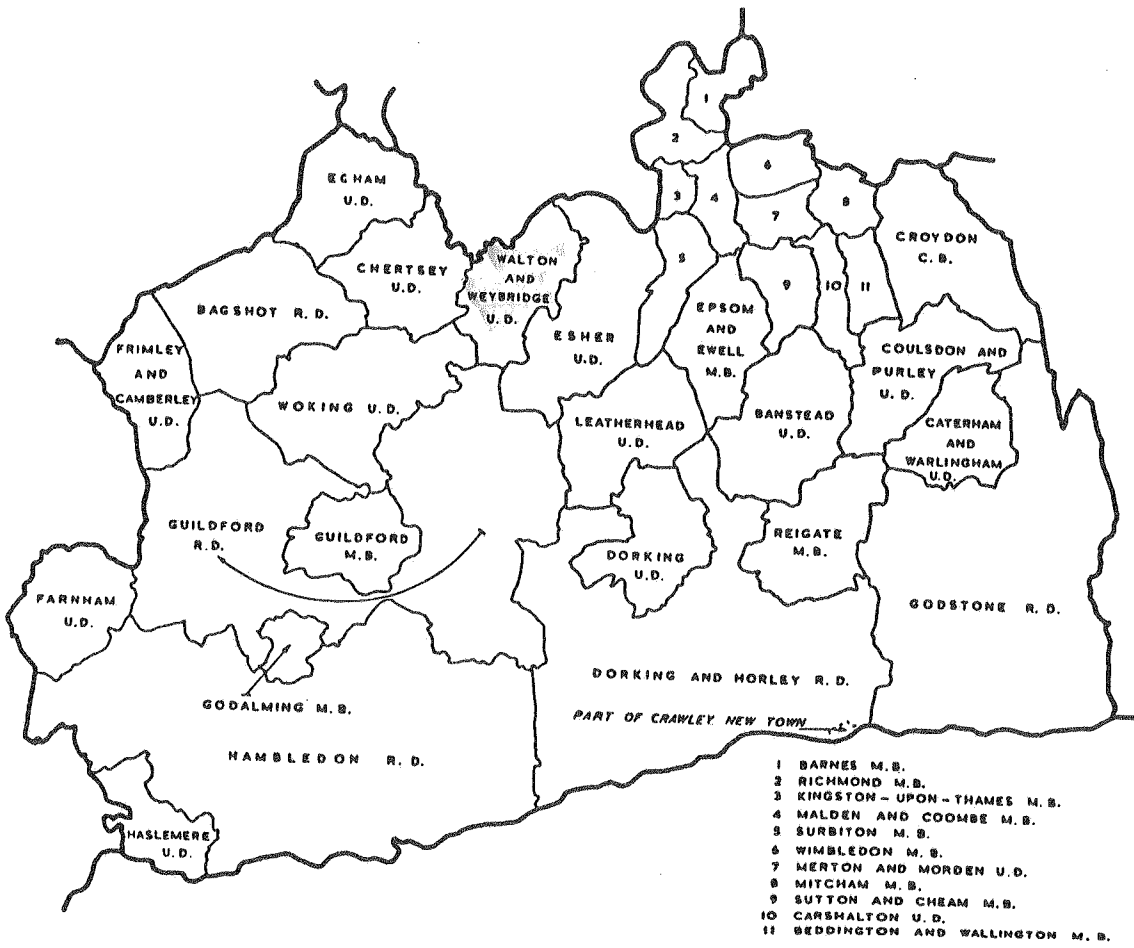 1
2
EGHAM
U.D.
6
3
4
8
7
CROYDON
C.B.
CHERTSEY
U.D.
WALTON
AND
WEYBRIDGE
U.D.
5
9
10
11
BAGSHOT R.D.
EPSOM
AND
EWELL
M.B.
ESHER
U.D.
FRIMLEY
AND
CAMBERLEY
U.D.
COULSDON AND
PURLEY
U.D.
WOKING U.D.
LEATHERHEAD
U.D.
BANSTEAD
U.D.
CATERHAM
AND
WARLINGHAM
U.D.
GUILDFORD
R.D.
GUILDFORD
M.B.
DORKING
U.D.
REIGATE
M.B.
FARNHAM
U.D.
GODSTONE R.D.
GODALMING M.B.
DORKING AND HORLEY R.D.
PART OF CRAWLEY NEW TOWN
HAMBLEDON R.D.
HASLEMERE
U.D.
1 BARNES M.B.
2 RICHMOND M.B.
3 KINGSTON-UPON-THAMES M.B.
4 MALDEN AND COOMBE M.B.
5 SURBITON M.B.
6 WIMBLEDON M.B.
7 MERTON AND MORDEN U.D.
8 MITCHAM M.B.
9 SUTTON AND CHEAM M.B.
10 CARSHALTON U.D.
11 BEDDINGTON AND WALLINGTON M.B.